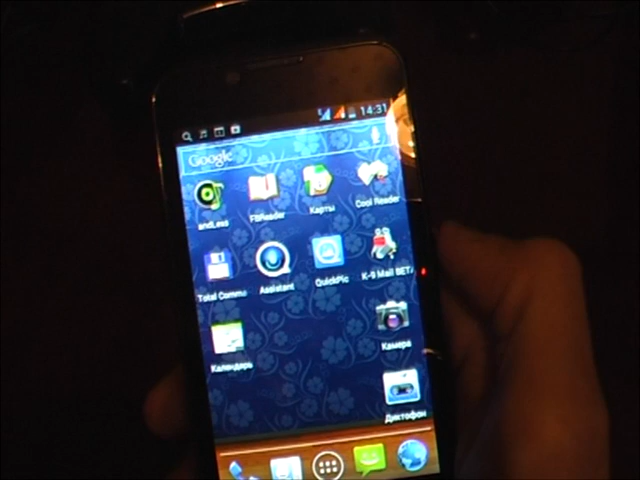 14:31
Google
andLess FBReader Карты Cool Reader
Total Comma Assistant QuickPic K-9 Mail BETA
Календарь Камера
Диктофон